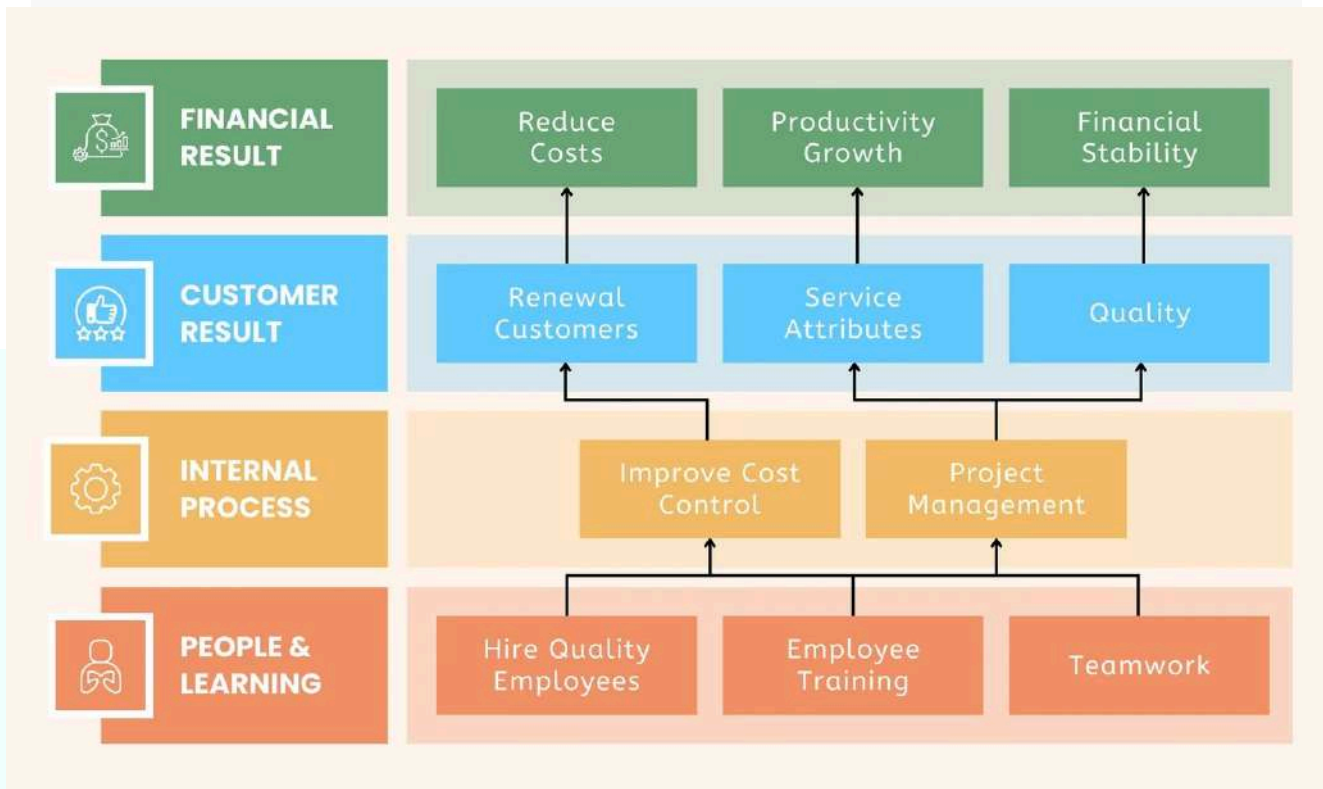 FINANCIAL
RESULT
Reduce
Costs
Productivity
Growth
Financial
Stability
CUSTOMER
RESULT
Renewal
Customers
Service
Attributes
Quality
INTERNAL
PROCESS
Improve Cost
Control
Project
Management
PEOPLE &
LEARNING
Hire Quality
Employees
Employee
Training
Teamwork